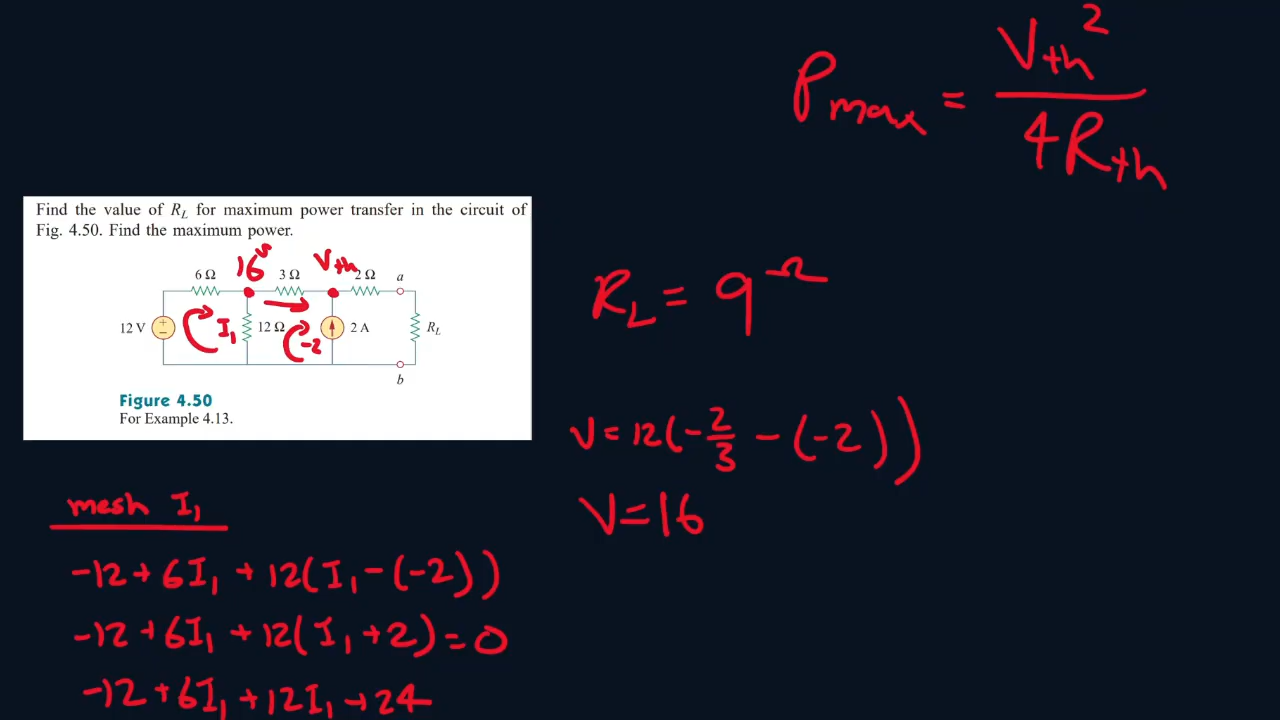 Pmax = Vth² / 4Rth
Find the value of RL for maximum power transfer in the circuit of
Fig. 4.50. Find the maximum power.
16v Vth
6 Ω 3 Ω 2 Ω a
12 V I₁ 12 Ω -2 2 A RL
b
Figure 4.50
For Example 4.13.
RL = 9Ω
V = 12(-2/3 - (-2))
V = 16
mesh I₁
-12 + 6I₁ + 12(I₁ - (-2))
-12 + 6I₁ + 12(I₁ + 2) = 0
-12 + 6I₁ + 12I₁ + 24